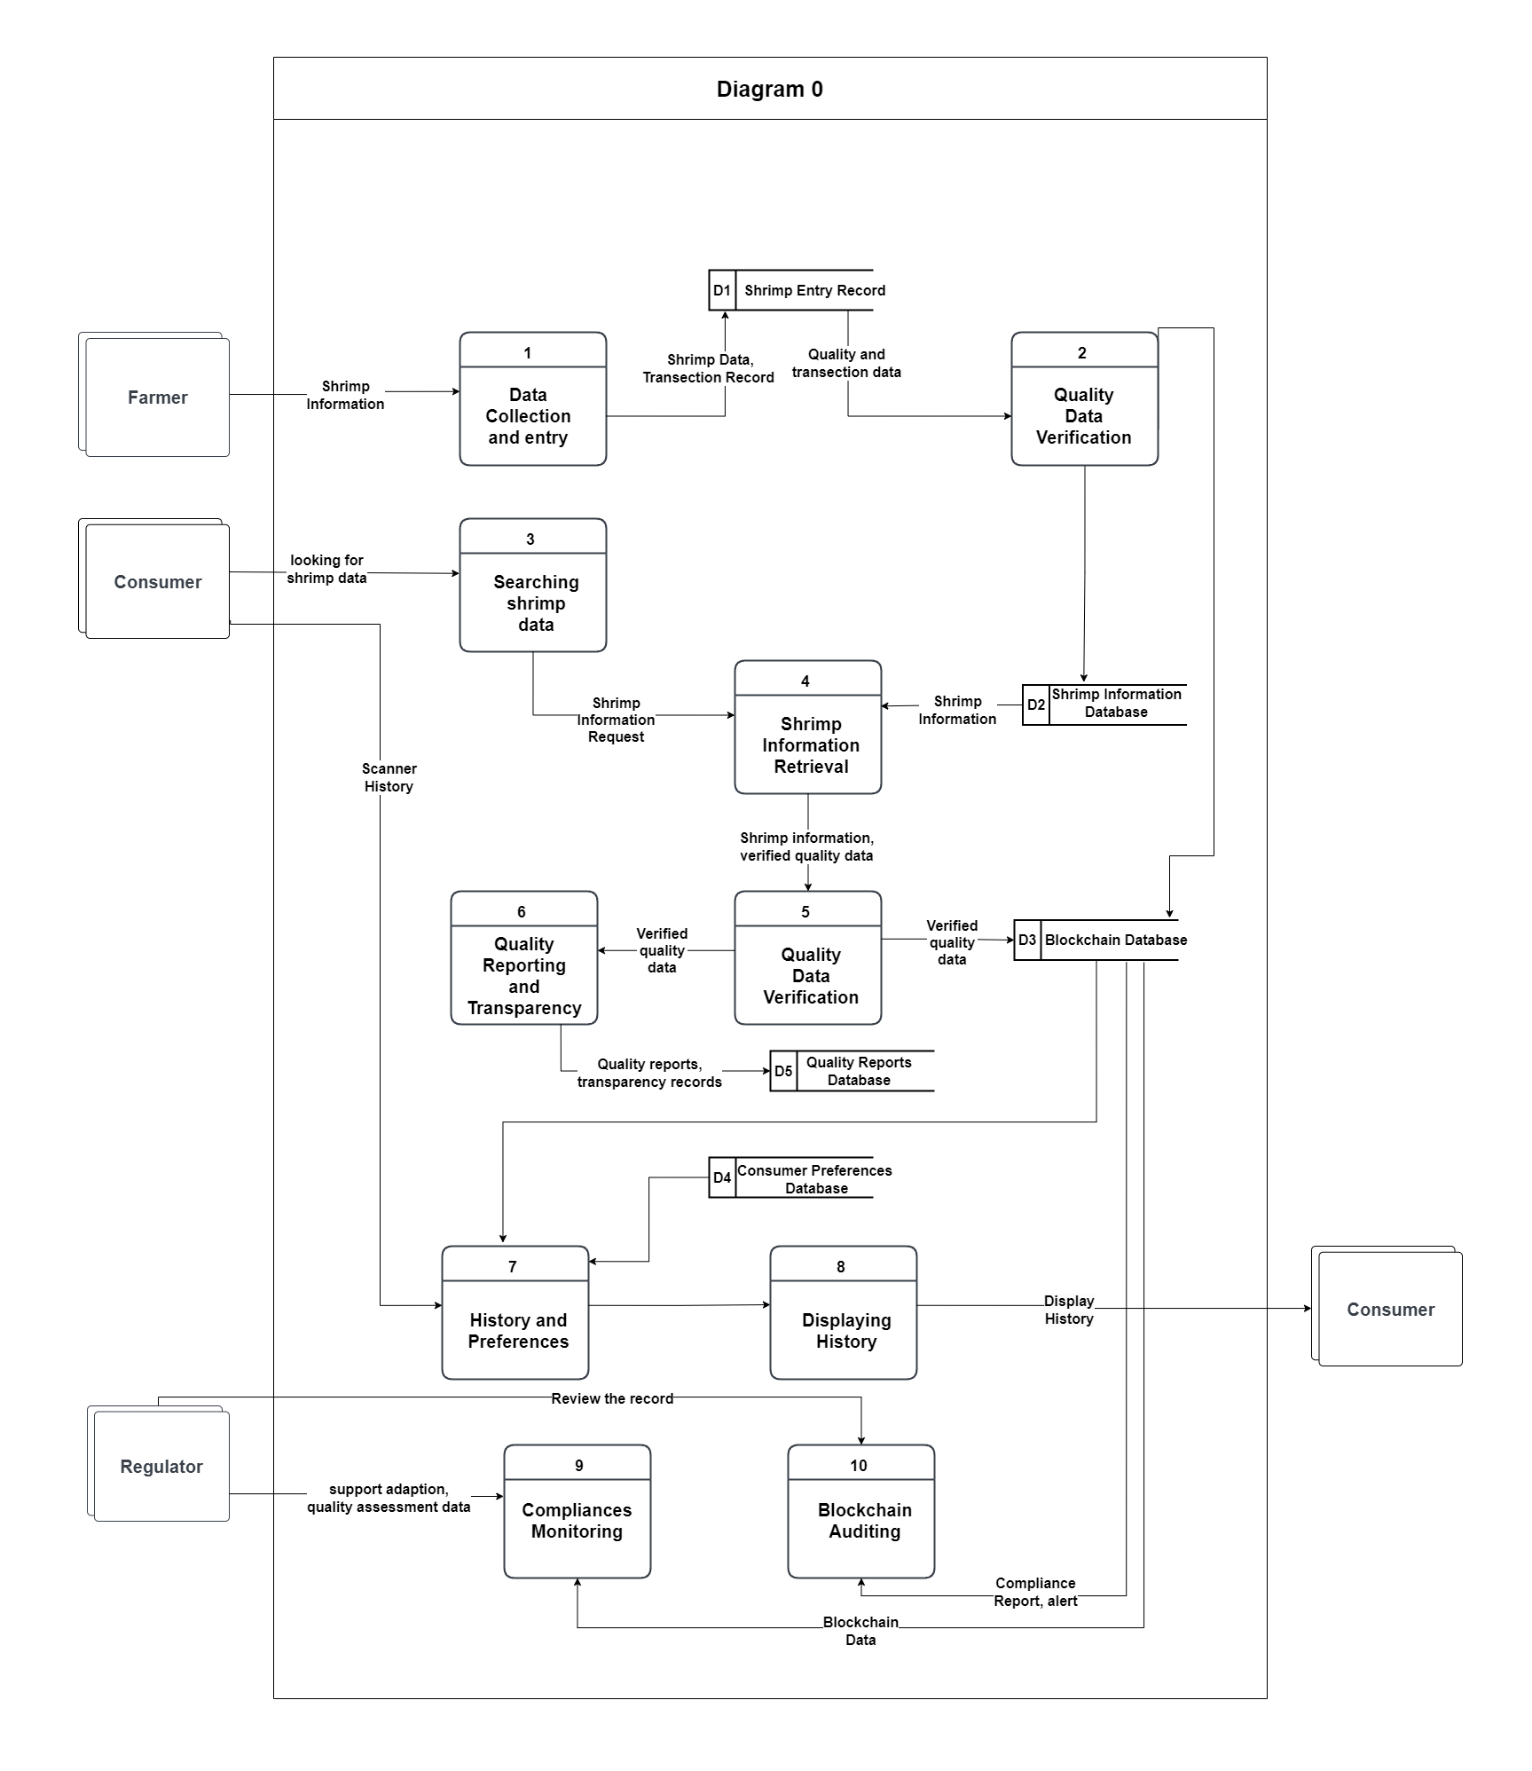 Diagram 0
D1
Shrimp Entry Record
Farmer
Shrimp
Information
1
Data
Collection
and entry
Shrimp Data,
Transection Record
Quality and
transection data
2
Quality
Data
Verification
Consumer
looking for
shrimp data
3
Searching
shrimp
data
Shrimp
Information
Request
4
Shrimp
Information
Retrieval
Shrimp
Information
D2
Shrimp Information
Database
Scanner
History
Shrimp information,
verified quality data
6
Quality
Reporting
and
Transparency
Verified
quality
data
5
Quality
Data
Verification
Verified
quality
data
D3
Blockchain Database
Quality reports,
transparency records
D5
Quality Reports
Database
D4
Consumer Preferences
Database
7
History and
Preferences
8
Displaying
History
Display
History
Consumer
Review the record
Regulator
support adaption,
quality assessment data
9
Compliances
Monitoring
10
Blockchain
Auditing
Compliance
Report, alert
Blockchain
Data